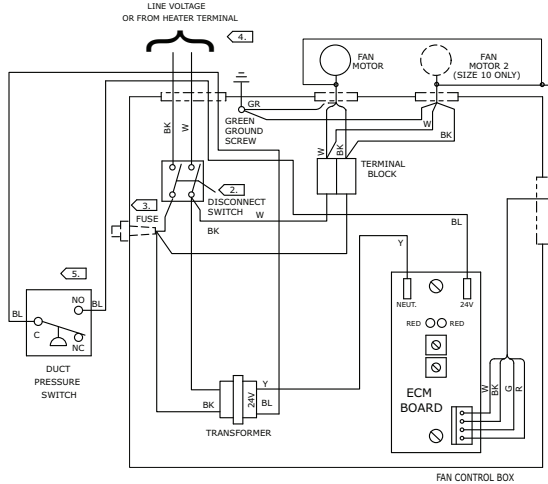 LINE VOLTAGE
OR FROM HEATER TERMINAL
4.
FAN
MOTOR
FAN
MOTOR 2
(SIZE 10 ONLY)
GR
GREEN
GROUND
SCREW
BK
W
W
BK
W
BK
TERMINAL
BLOCK
2.
DISCONNECT
SWITCH
3.
FUSE
W
BK
BL
Y
5.
NO
BL
BL
C
NC
DUCT
PRESSURE
SWITCH
NEUT.
24V
RED
RED
ECM
BOARD
W
BK
G
R
Y
BK
24V
BL
TRANSFORMER
FAN CONTROL BOX